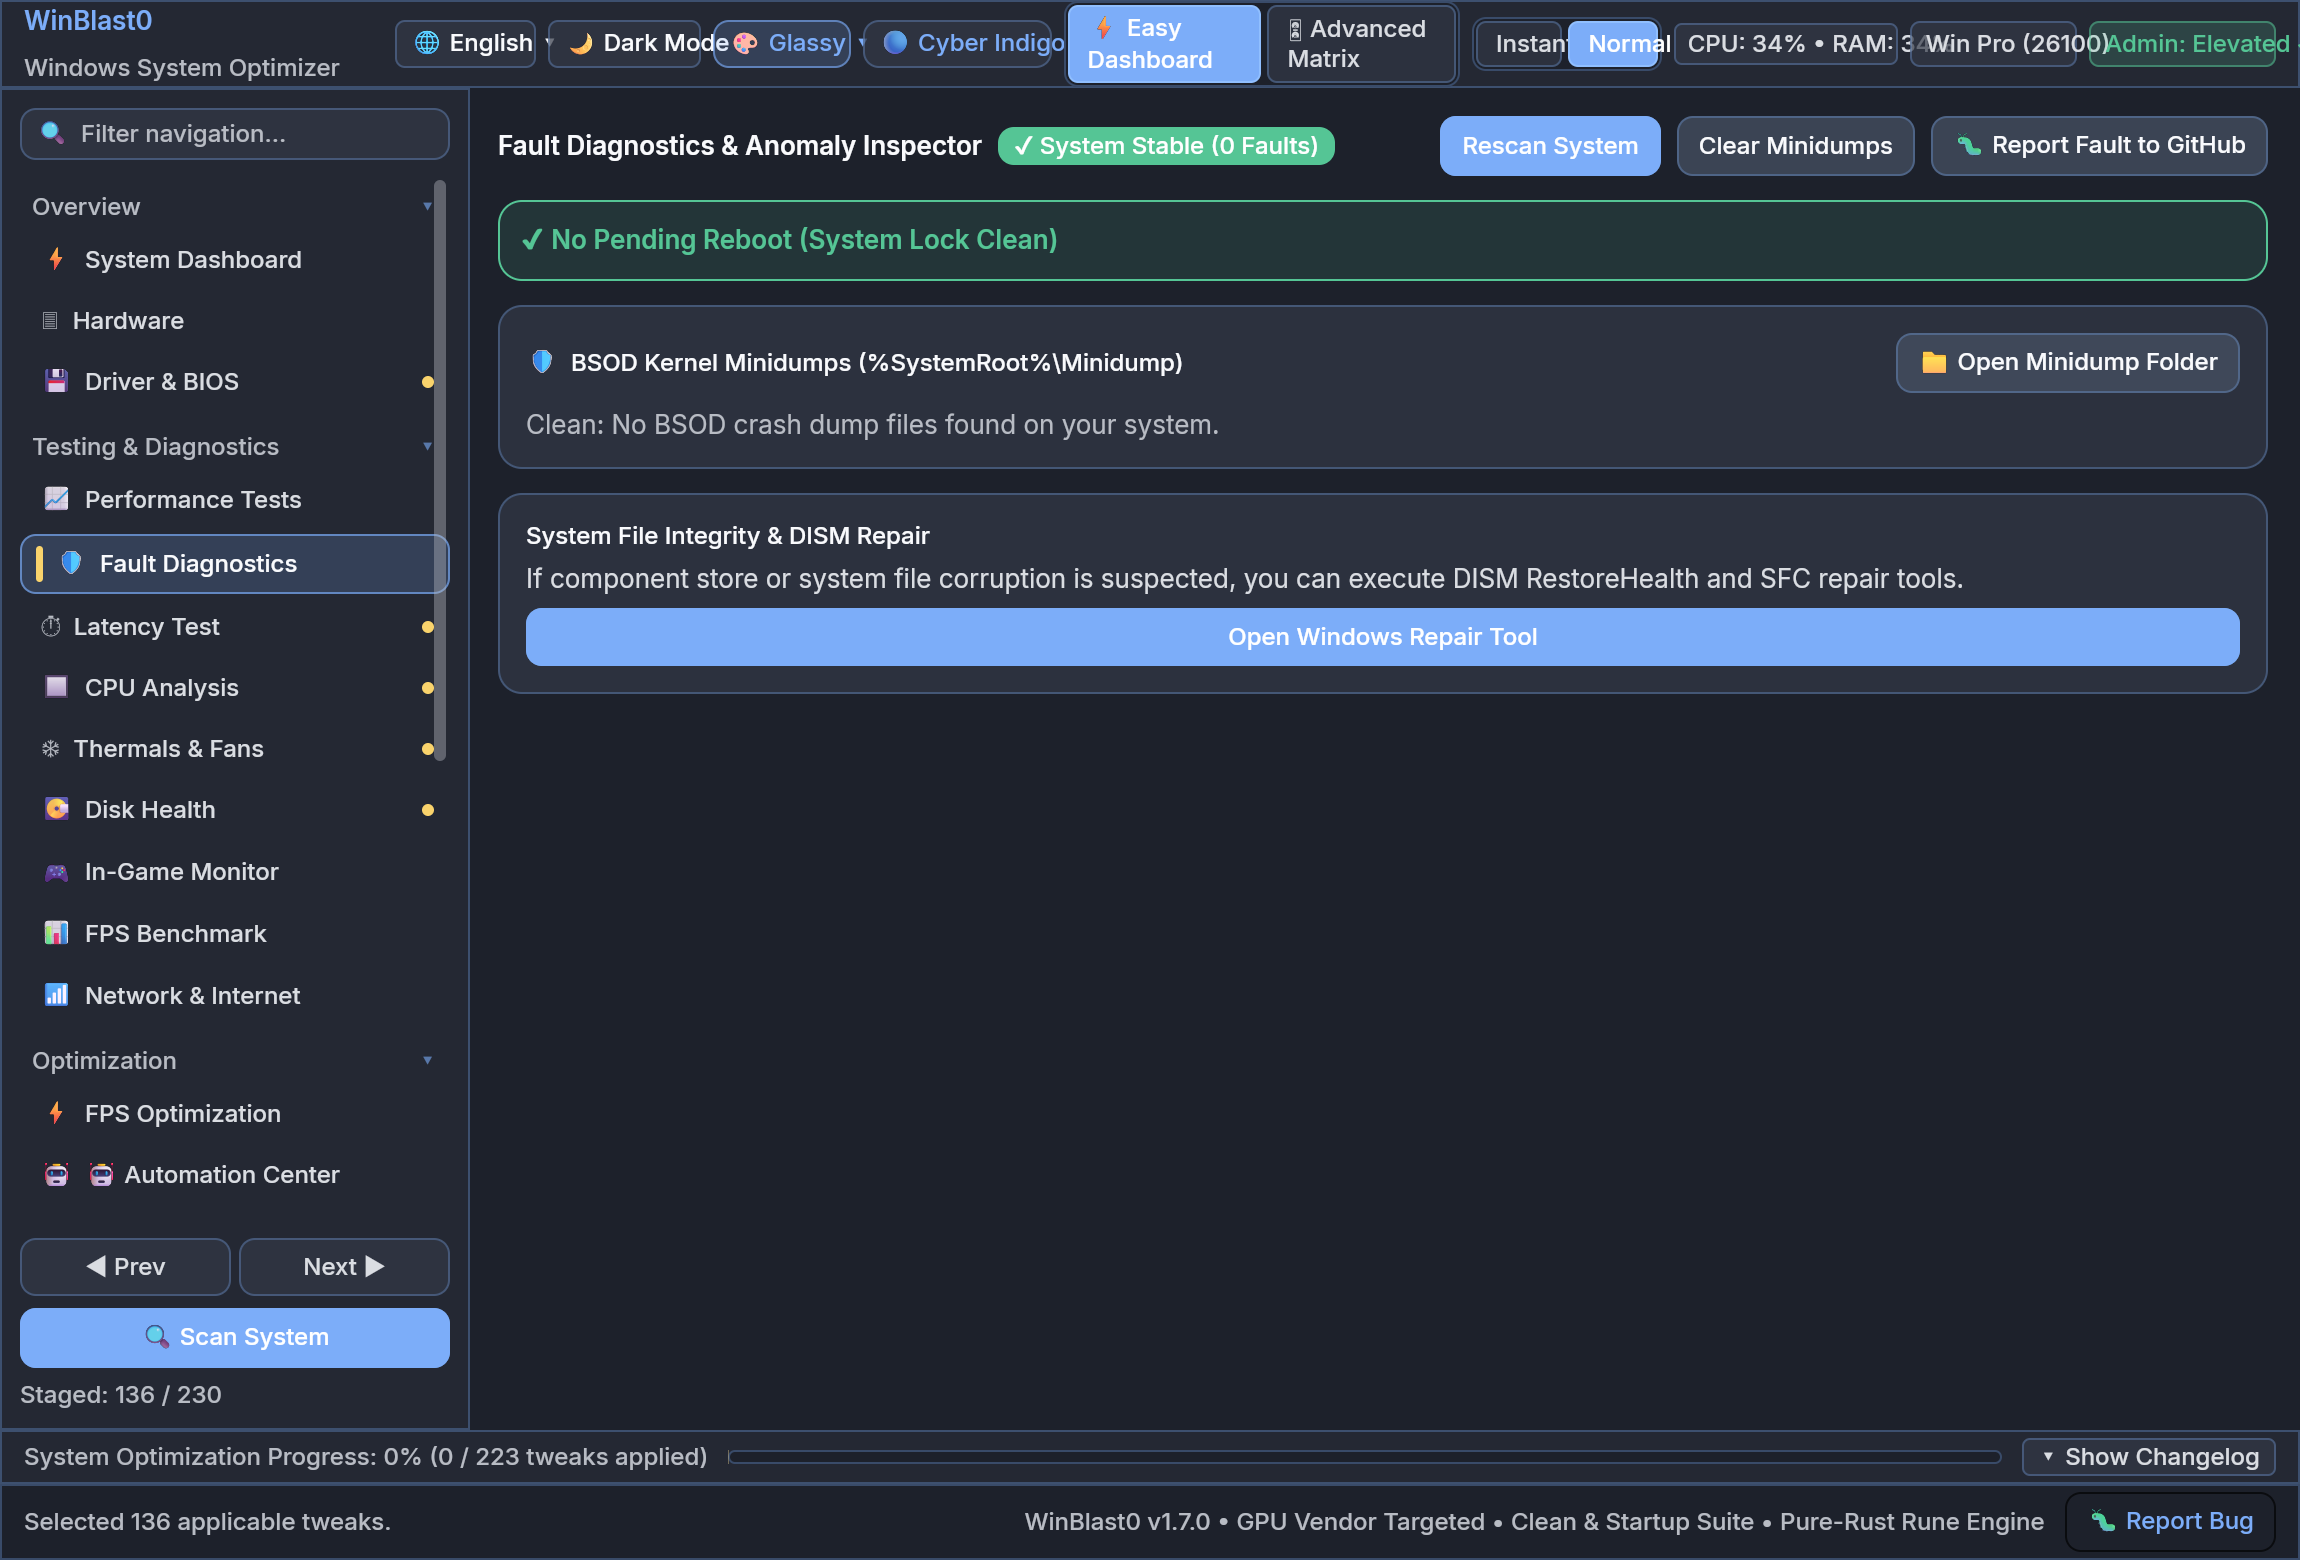 WinBlast0
Windows System Optimizer
English
Dark Mode
Glassy
Cyber Indigo
Easy Dashboard
Advanced Matrix
Instant
Normal
CPU: 34% • RAM: 34
Win Pro (26100)
Admin: Elevated
Filter navigation...
Overview
System Dashboard
Hardware
Driver & BIOS
Testing & Diagnostics
Performance Tests
Fault Diagnostics
Latency Test
CPU Analysis
Thermals & Fans
Disk Health
In-Game Monitor
FPS Benchmark
Network & Internet
Optimization
FPS Optimization
Automation Center
◀ Prev
Next ▶
Scan System
Staged: 136 / 230
Fault Diagnostics & Anomaly Inspector
✓ System Stable (0 Faults)
Rescan System
Clear Minidumps
Report Fault to GitHub
✓ No Pending Reboot (System Lock Clean)
BSOD Kernel Minidumps (%SystemRoot%\Minidump)
Open Minidump Folder
Clean: No BSOD crash dump files found on your system.
System File Integrity & DISM Repair
If component store or system file corruption is suspected, you can execute DISM RestoreHealth and SFC repair tools.
Open Windows Repair Tool
System Optimization Progress: 0% (0 / 223 tweaks applied)
▼ Show Changelog
Selected 136 applicable tweaks.
WinBlast0 v1.7.0 • GPU Vendor Targeted • Clean & Startup Suite • Pure-Rust Rune Engine
Report Bug